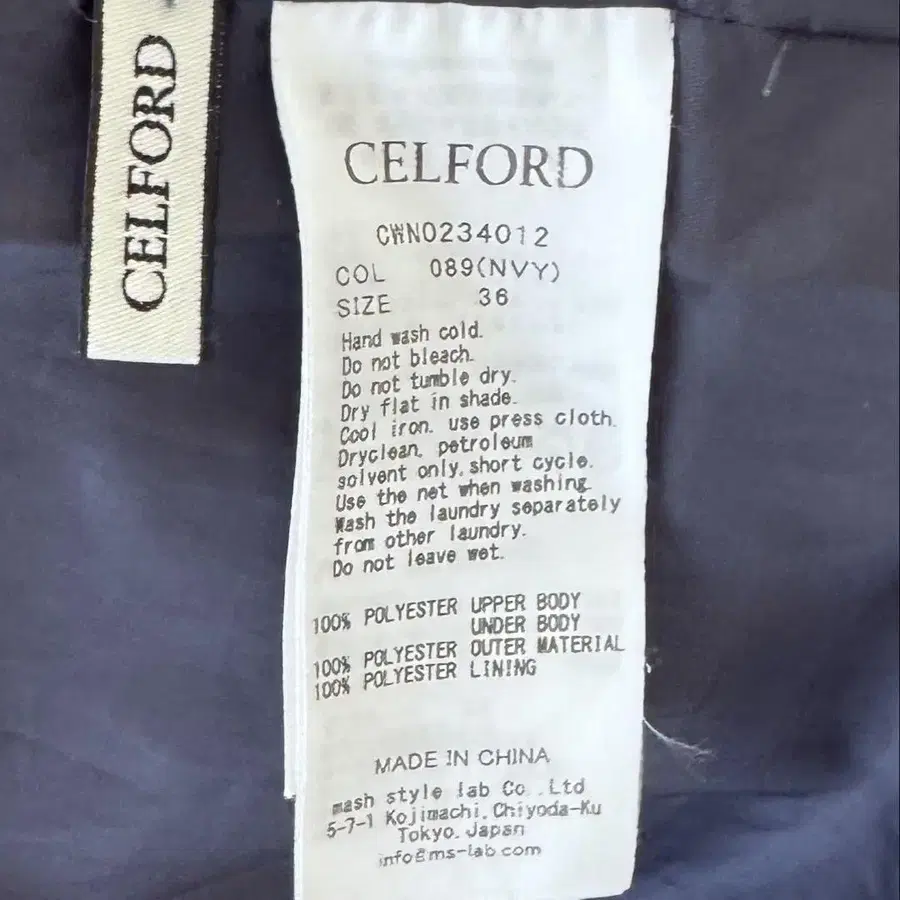 CELFORD
CELFORD
CWNO234012
COL 089(NVY)
SIZE 36
Hand wash cold.
Do not bleach.
Do not tumble dry.
Dry flat in shade.
Cool iron. use press cloth.
Dryclean, petroleum
solvent only, short cycle.
Use the net when washing.
Wash the laundry separately
from other laundry.
Do not leave wet.
100% POLYESTER UPPER BODY
UNDER BODY
100% POLYESTER OUTER MATERIAL
100% POLYESTER LINING
MADE IN CHINA
mash style lab Co.,Ltd
5-7-1 Kojimachi, Chiyoda-Ku
Tokyo, Japan
info@ms-lab.com